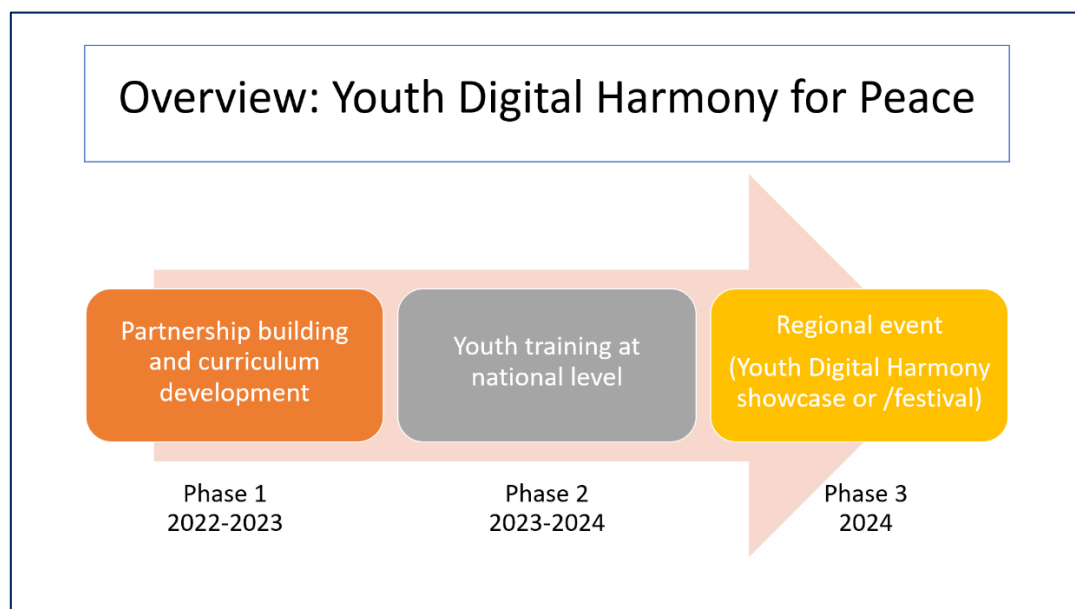 Overview: Youth Digital Harmony for Peace
Partnership building
and curriculum
development
Youth training at
national level
Regional event
(Youth Digital Harmony
showcase or /festival)
Phase 1
2022-2023
Phase 2
2023-2024
Phase 3
2024